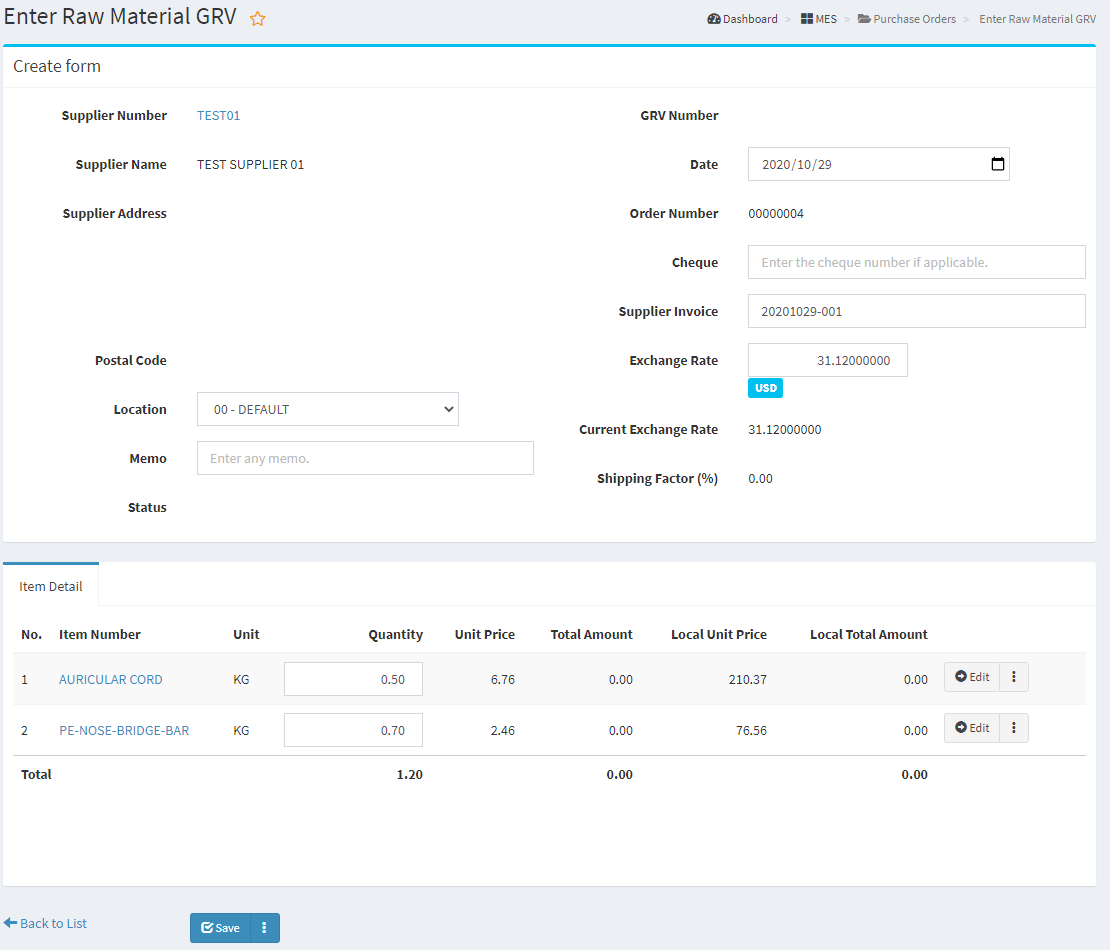 Enter Raw Material GRV
Dashboard > MES > Purchase Orders > Enter Raw Material GRV
Create form
Supplier Number TEST01
GRV Number
Supplier Name TEST SUPPLIER 01
Date 2020/10/29
Supplier Address
Order Number 00000004
Cheque Enter the cheque number if applicable.
Supplier Invoice 20201029-001
Postal Code
Exchange Rate 31.12000000
USD
Location 00 - DEFAULT
Current Exchange Rate 31.12000000
Memo Enter any memo.
Shipping Factor (%) 0.00
Status
Item Detail
No. Item Number Unit Quantity Unit Price Total Amount Local Unit Price Local Total Amount
1 AURICULAR CORD KG 0.50 6.76 0.00 210.37 0.00 Edit
2 PE-NOSE-BRIDGE-BAR KG 0.70 2.46 0.00 76.56 0.00 Edit
Total 1.20 0.00 0.00
Back to List
Save